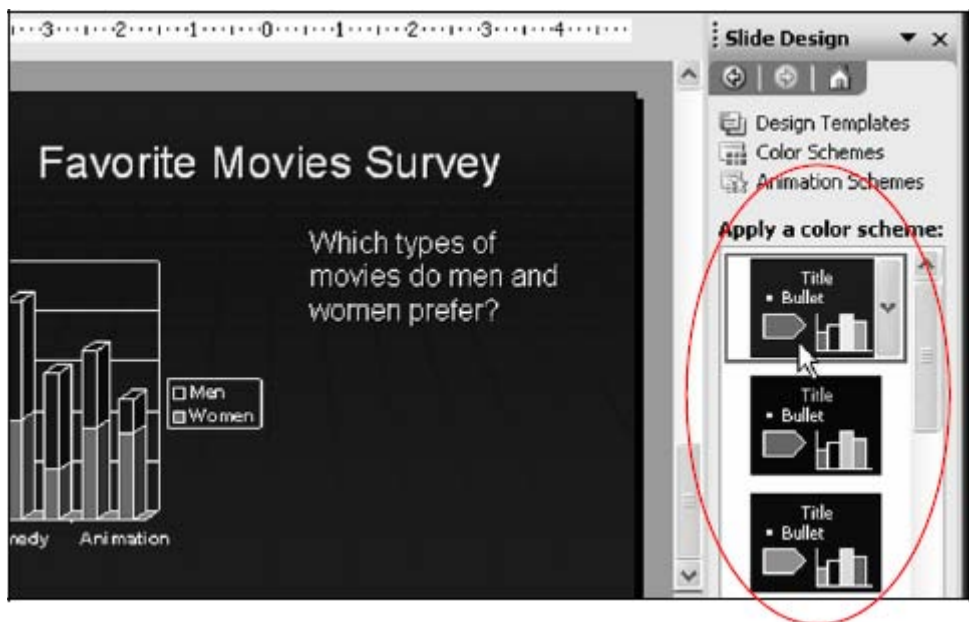 3 2 1 0 1 2 3 4
Slide Design
Favorite Movies Survey
Which types of
movies do men and
women prefer?
Men
Women
nedy Animation
Design Templates
Color Schemes
Animation Schemes
Apply a color scheme:
Title
• Bullet
Title
• Bullet
Title
• Bullet